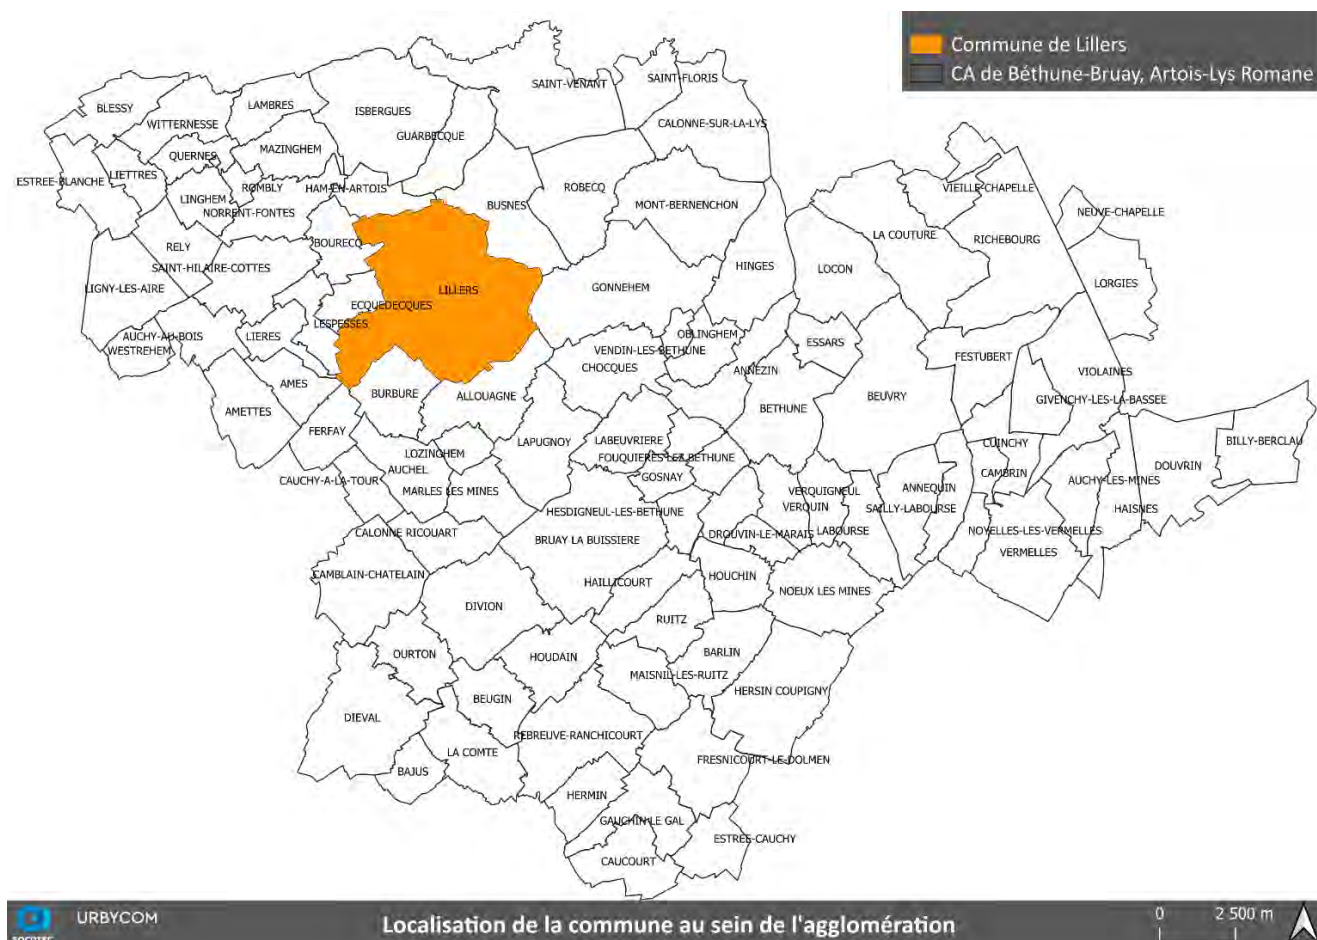 Commune de Lillers
CA de Béthune-Bruay, Artois-Lys Romane
SAINT-VENANT
SAINT-FLORIS
BLESSY
LAMBRES
ISBERGUES
WITTERNESSE
CALONNE-SUR-LA-LYS
GUARBECQUE
MAZINGHEM
QUERNES
ESTREE-BLANCHE
LIETTRES
ROMBLY
HAM-EN-ARTOIS
ROBECQ
VIEILLE-CHAPELLE
LINGHEM
NORRENT-FONTES
BUSNES
MONT-BERNENCHON
NEUVE-CHAPELLE
LA COUTURE
RICHEBOURG
RELY
BOURECQ
SAINT-HILAIRE-COTTES
HINGES
LOCON
LIGNY-LES-AIRE
LILLERS
GONNEHEM
LORGIES
ECQUEDECQUES
LESPESSES
AUCHY-AU-BOIS
LIERES
OBLINGHEM
ESSARS
WESTREHEM
VENDIN-LES-BETHUNE
FESTUBERT
CHOCQUES
ANNEZIN
VIOLAINES
AMES
BURBURE
ALLOUAGNE
BEUVRY
GIVENCHY-LES-LA-BASSEE
AMETTES
BETHUNE
FERFAY
LAPUGNOY
LABEUVRIERE
CUINCHY
BILLY-BERCLAU
LOZINGHEM
FOUQUIERES-LEZ-BETHUNE
DOUVRIN
AUCHEL
GOSNAY
CAMBRIN
CAUCHY-A-LA-TOUR
AUCHY-LES-MINES
MARLES LES MINES
VERQUIGNEUL
ANNEQUIN
VERQUIN
SAILLY-LABOURSE
HAISNES
HESDIGNEUL-LES-BETHUNE
CALONNE RICOUART
DROUVIN-LE-MARAIS
LABOURSE
NOYELLES-LES-VERMELLES
BRUAY LA BUISSIERE
VERMELLES
CAMBLAIN-CHATELAIN
HAILLICOURT
HOUCHIN
NOEUX LES MINES
DIVION
RUITZ
OURTON
HOUDAIN
BARLIN
MAISNIL-LES-RUITZ
BEUGIN
HERSIN COUPIGNY
DIEVAL
REBREUVE-RANCHICOURT
LA COMTE
FRESNICOURT-LE-DOLMEN
BAJUS
HERMIN
GAUCHIN-LE GAL
ESTREE-CAUCHY
CAUCOURT
SOCOTEC
URBYCOM
Localisation de la commune au sein de l'agglomération
0 2 500 m